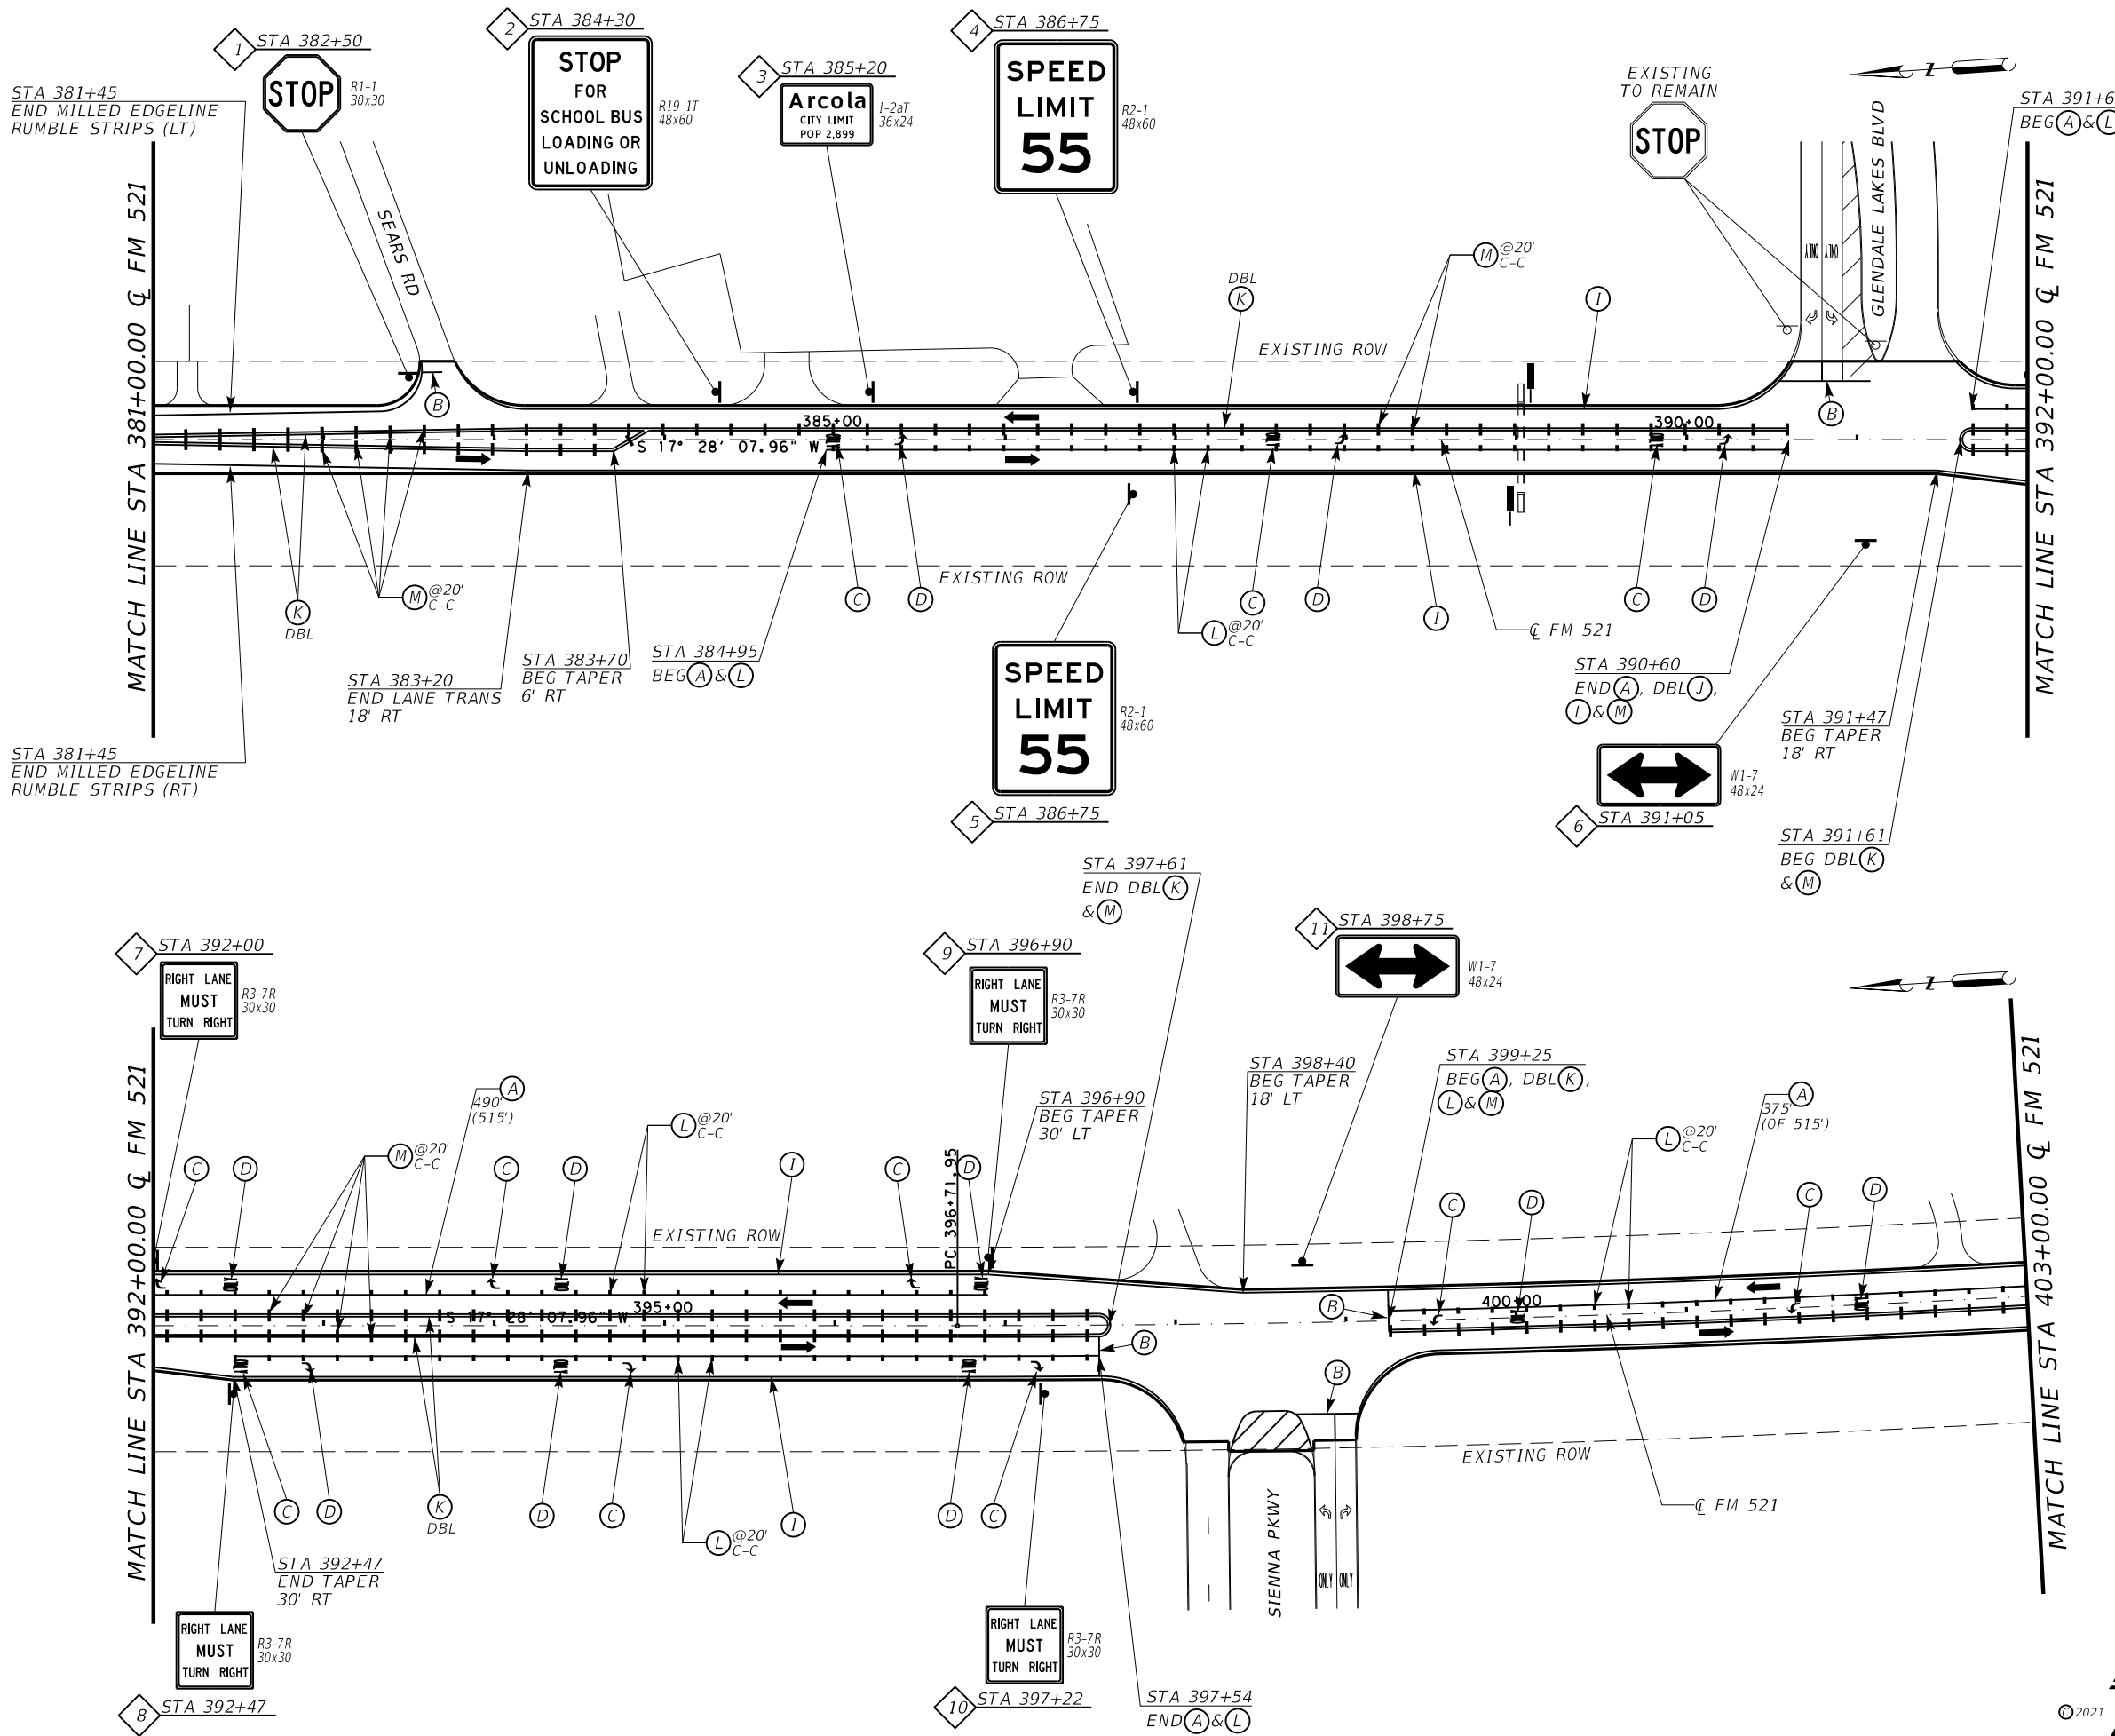 1
STA 382+50
STOP
R1-1
30x30
2
STA 384+30
STOP
FOR
SCHOOL BUS
LOADING OR
UNLOADING
R19-1T
48x60
3
STA 385+20
Arcola
CITY LIMIT
POP 2,899
I-2aT
36x24
4
STA 386+75
SPEED
LIMIT
55
R2-1
48x60
EXISTING
TO REMAIN
STOP
STA 381+45
END MILLED EDGELINE
RUMBLE STRIPS (LT)
STA 391+6
BEG A & L
MATCH LINE STA 381+00.00 ℄ FM 521
SEARS RD
GLENDALE LAKES BLVD
MATCH LINE STA 392+00.00 ℄ FM 521
N
ONLY
ONLY
M @20'
C-C
DBL
K
I
EXISTING ROW
B
B
385+00
390+00
S 17° 28' 07.96" W
EXISTING ROW
M @20'
C-C
K
DBL
C
D
C
D
C
D
L @20'
C-C
I
℄ FM 521
STA 383+20
END LANE TRANS
18' RT
STA 383+70
BEG TAPER
6' RT
STA 384+95
BEG A & L
STA 390+60
END A, DBL J,
L & M
STA 391+47
BEG TAPER
18' RT
STA 381+45
END MILLED EDGELINE
RUMBLE STRIPS (RT)
SPEED
LIMIT
55
R2-1
48x60
5
STA 386+75
W1-7
48x24
6
STA 391+05
STA 391+61
BEG DBL K
& M
STA 397+61
END DBL K
& M
7
STA 392+00
RIGHT LANE
MUST
TURN RIGHT
R3-7R
30x30
9
STA 396+90
RIGHT LANE
MUST
TURN RIGHT
R3-7R
30x30
11
STA 398+75
W1-7
48x24
N
MATCH LINE STA 392+00.00 ℄ FM 521
MATCH LINE STA 403+00.00 ℄ FM 521
A
490'
(515')
M @20'
C-C
L @20'
C-C
STA 396+90
BEG TAPER
30' LT
STA 398+40
BEG TAPER
18' LT
STA 399+25
BEG A, DBL K,
L & M
A
375'
(OF 515')
L @20'
C-C
C
D
C
D
I
C
D
C
D
C
D
EXISTING ROW
PC 396+71.95
S 17° 28' 07.96" W
395+00
400+00
B
B
B
EXISTING ROW
℄ FM 521
C
D
K
DBL
D
C
L @20'
C-C
I
D
C
SIENNA PKWY
ONLY
ONLY
STA 392+47
END TAPER
30' RT
RIGHT LANE
MUST
TURN RIGHT
R3-7R
30x30
8
STA 392+47
RIGHT LANE
MUST
TURN RIGHT
R3-7R
30x30
10
STA 397+22
STA 397+54
END A & L
© 2021